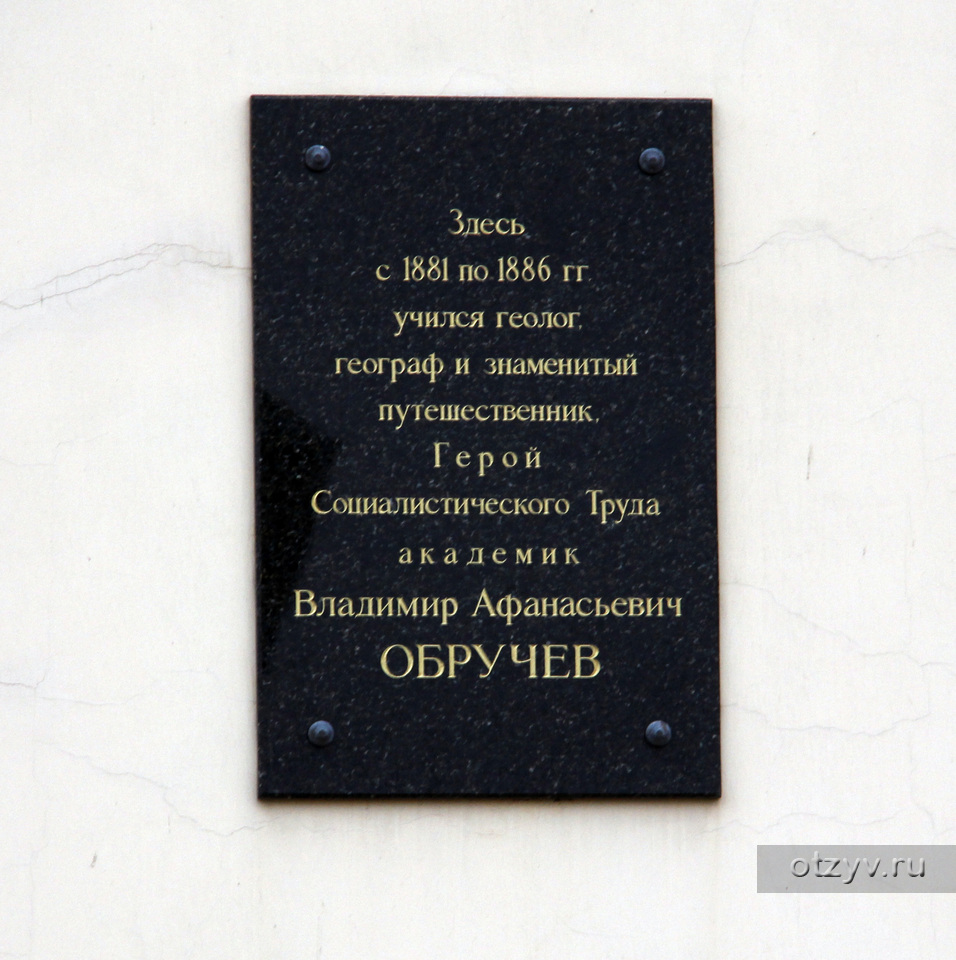 Здесь
с 1881 по 1886 гг.
учился геолог,
географ и знаменитый
путешественник,
Герой
Социалистического Труда
академик
Владимир Афанасьевич
ОБРУЧЕВ
otzyv.ru